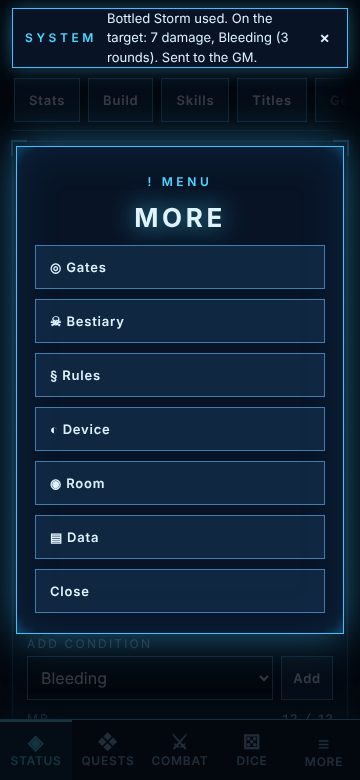 SYSTEM
Bottled Storm used. On the
target: 7 damage, Bleeding (3
rounds). Sent to the GM.
×
Stats Build Skills Titles
! MENU
MORE
◎ Gates
☠ Bestiary
§ Rules
◖ Device
◉ Room
▤ Data
Close
ADD CONDITION
Bleeding Add
MP 12 / 12
STATUS QUESTS COMBAT DICE MORE